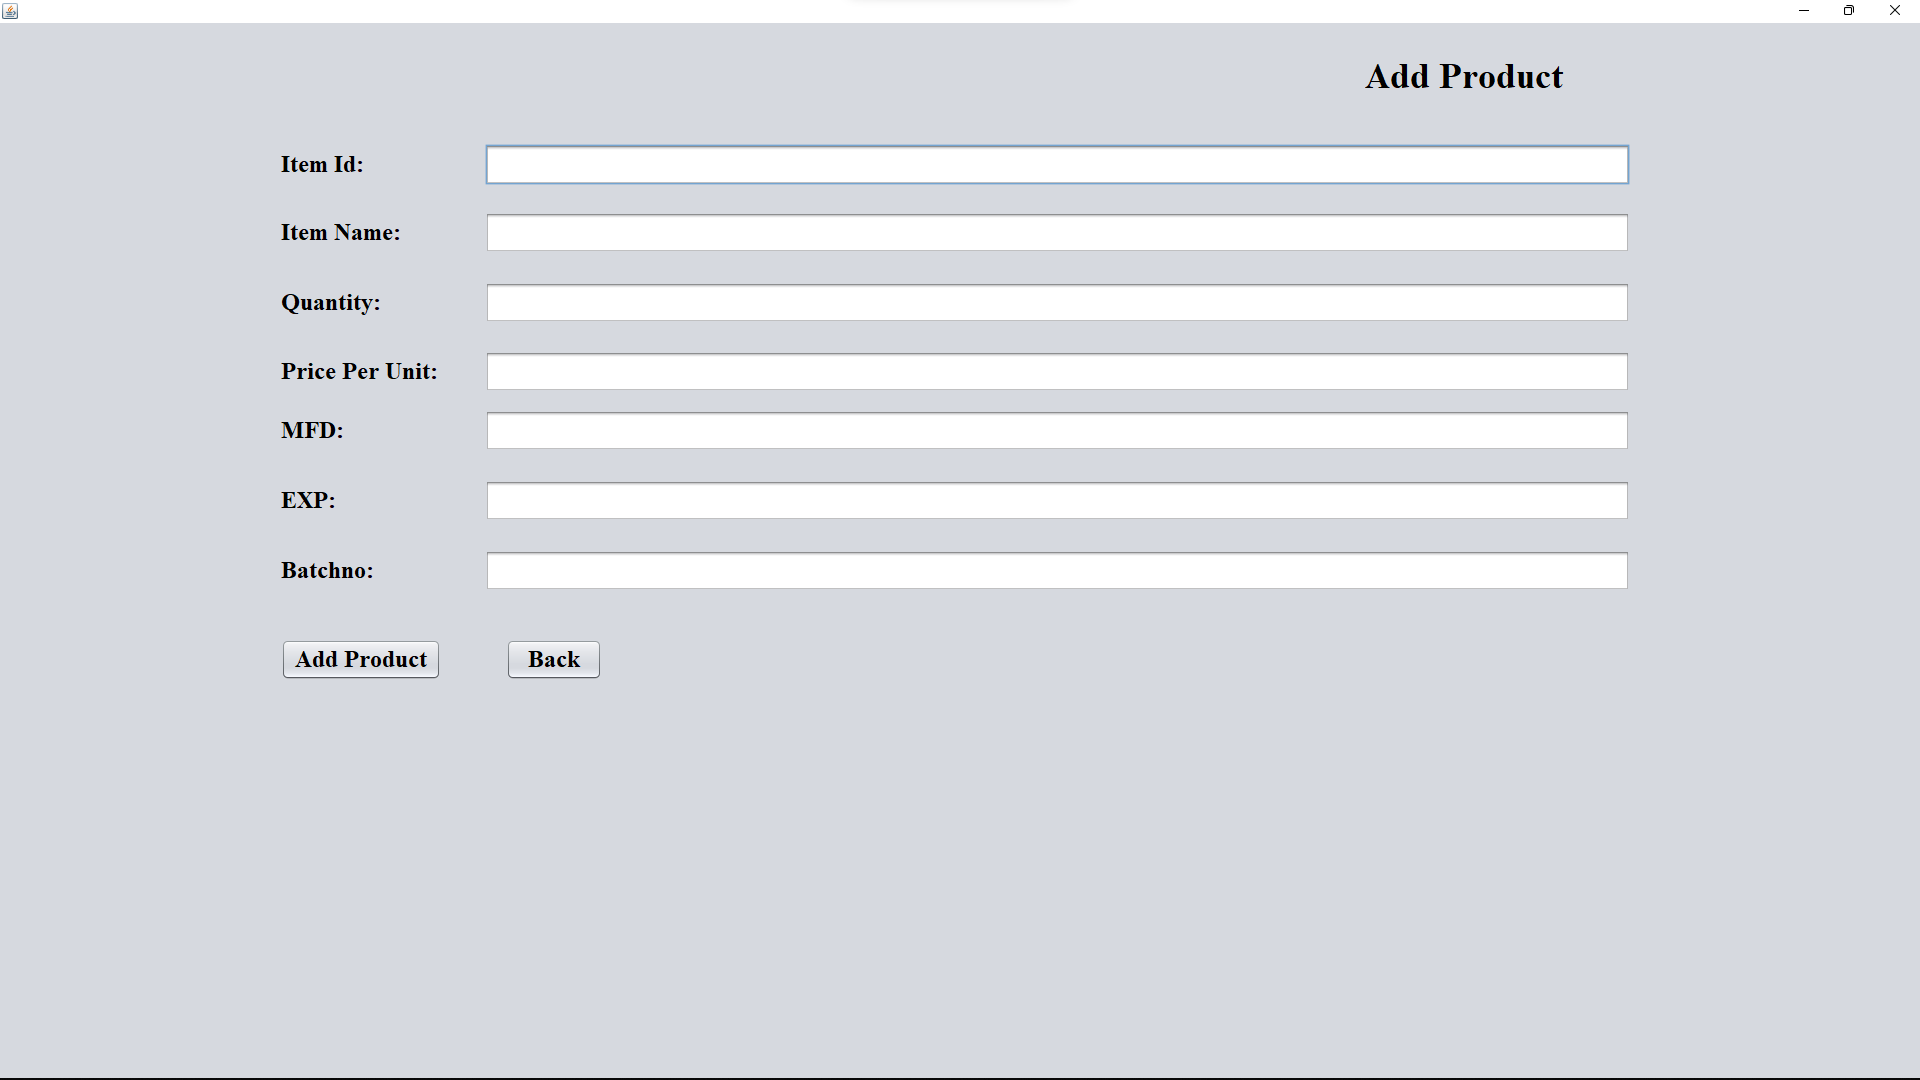 Add Product
Item Id:
Item Name:
Quantity:
Price Per Unit:
MFD:
EXP:
Batchno:
Add Product Back